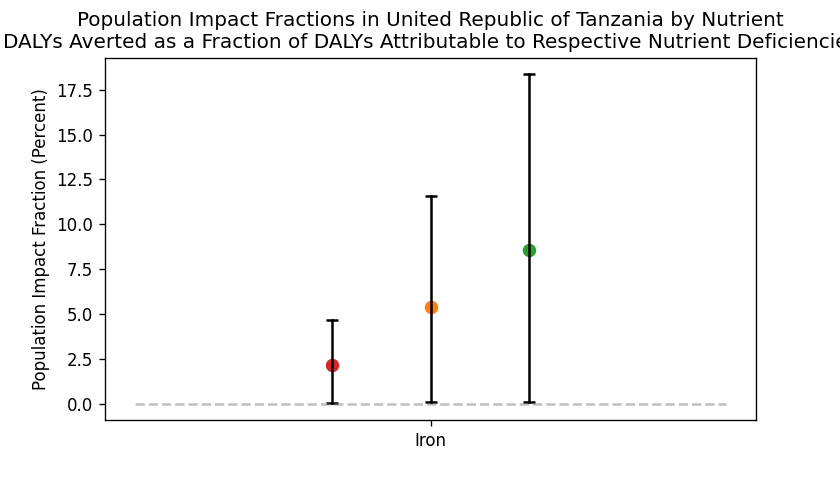 Population Impact Fractions in United Republic of Tanzania by Nutrient
DALYs Averted as a Fraction of DALYs Attributable to Respective Nutrient Deficiencie
17.5
15.0
12.5
10.0
7.5
5.0
2.5
0.0
Population Impact Fraction (Percent)
Iron